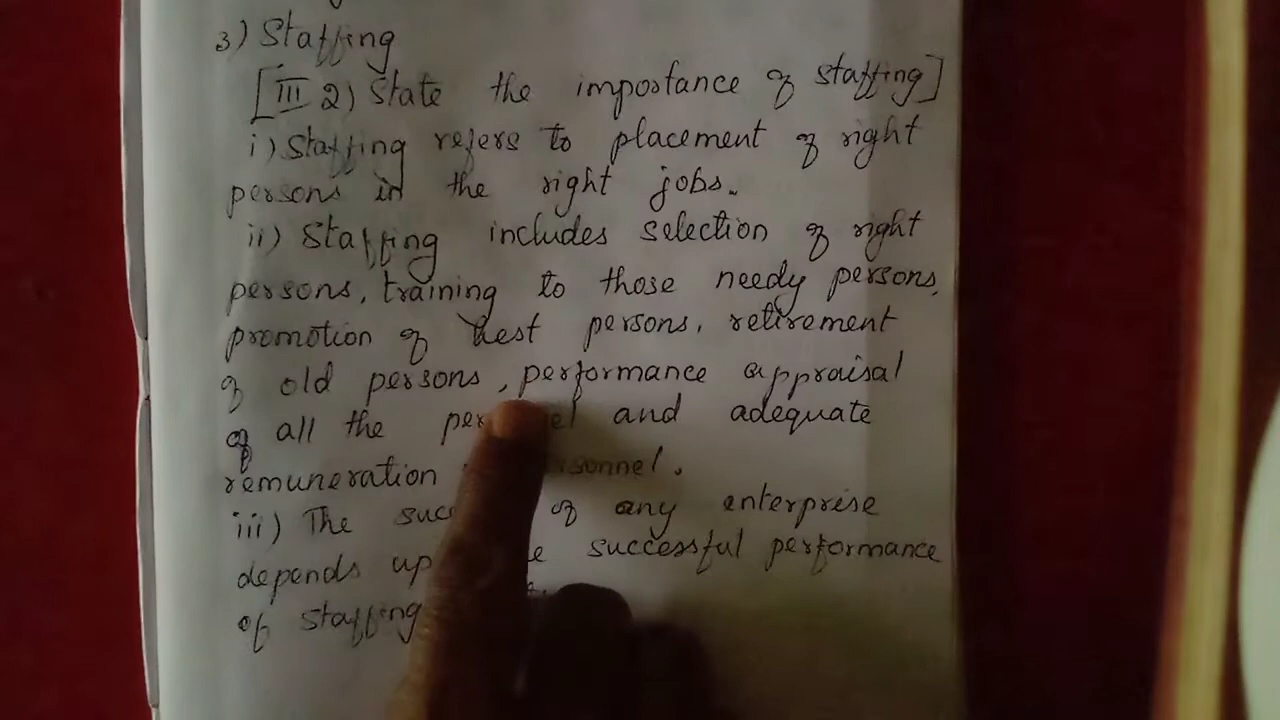 3) Staffing
[III 2) State the importance of staffing]
i) Staffing refers to placement of right
persons in the right jobs.
ii) Staffing includes selection of right
persons, training to those needy persons,
promotion of best persons, retirement
of old persons, performance appraisal
of all the and adequate
remuneration
iii) The of any enterprise
depends successful performance
of staffing